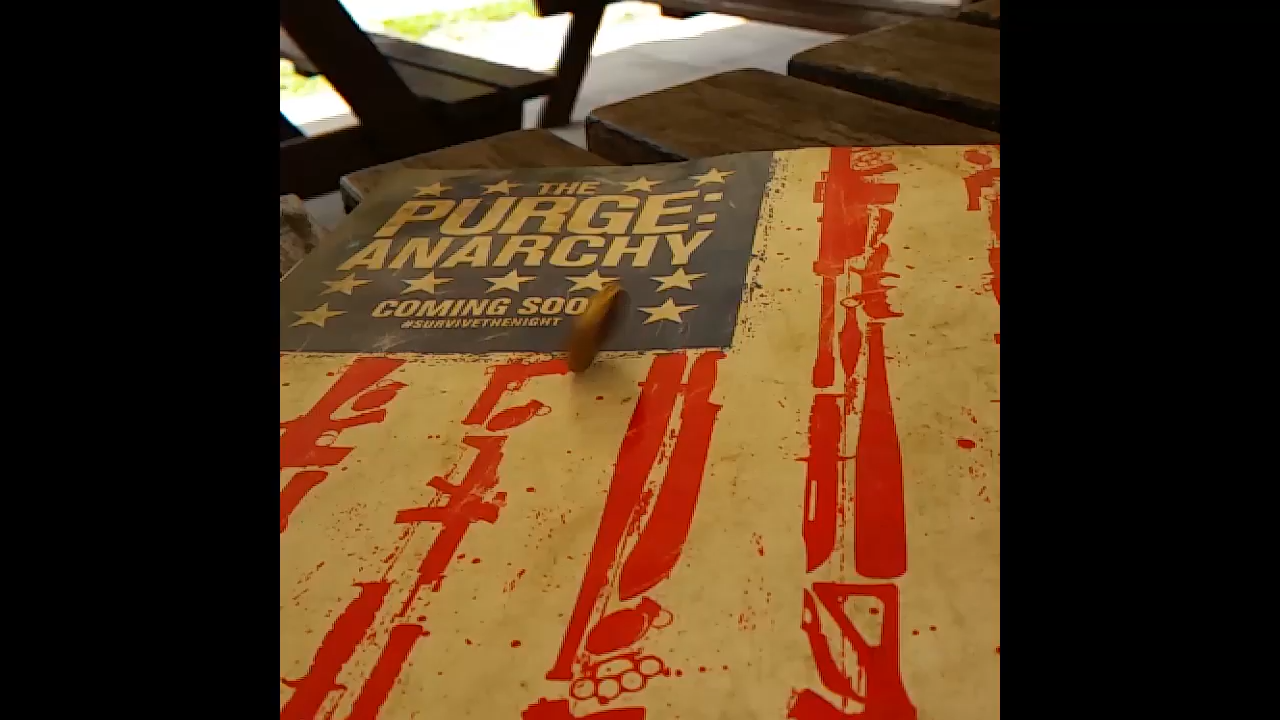 THE
PURGE:
ANARCHY
COMING SOO
#SURVIVETHENIGHT